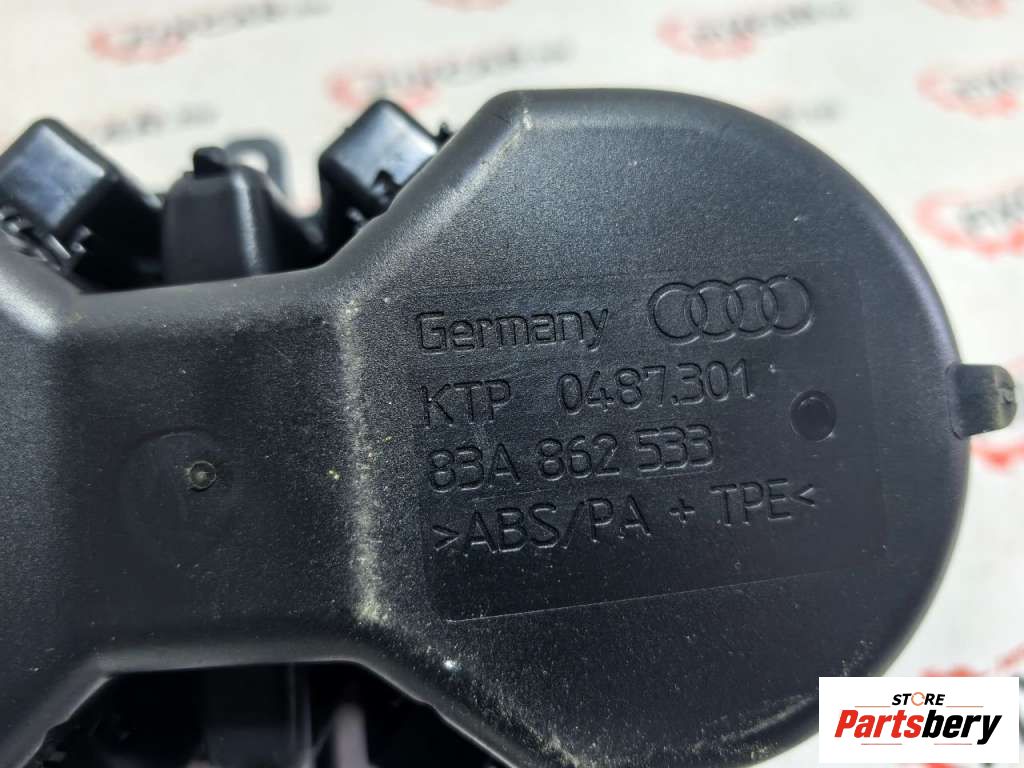 Germany
KTP 0487.301
83A 862 533
>ABS/PA + TPE<
STORE
Partsbery